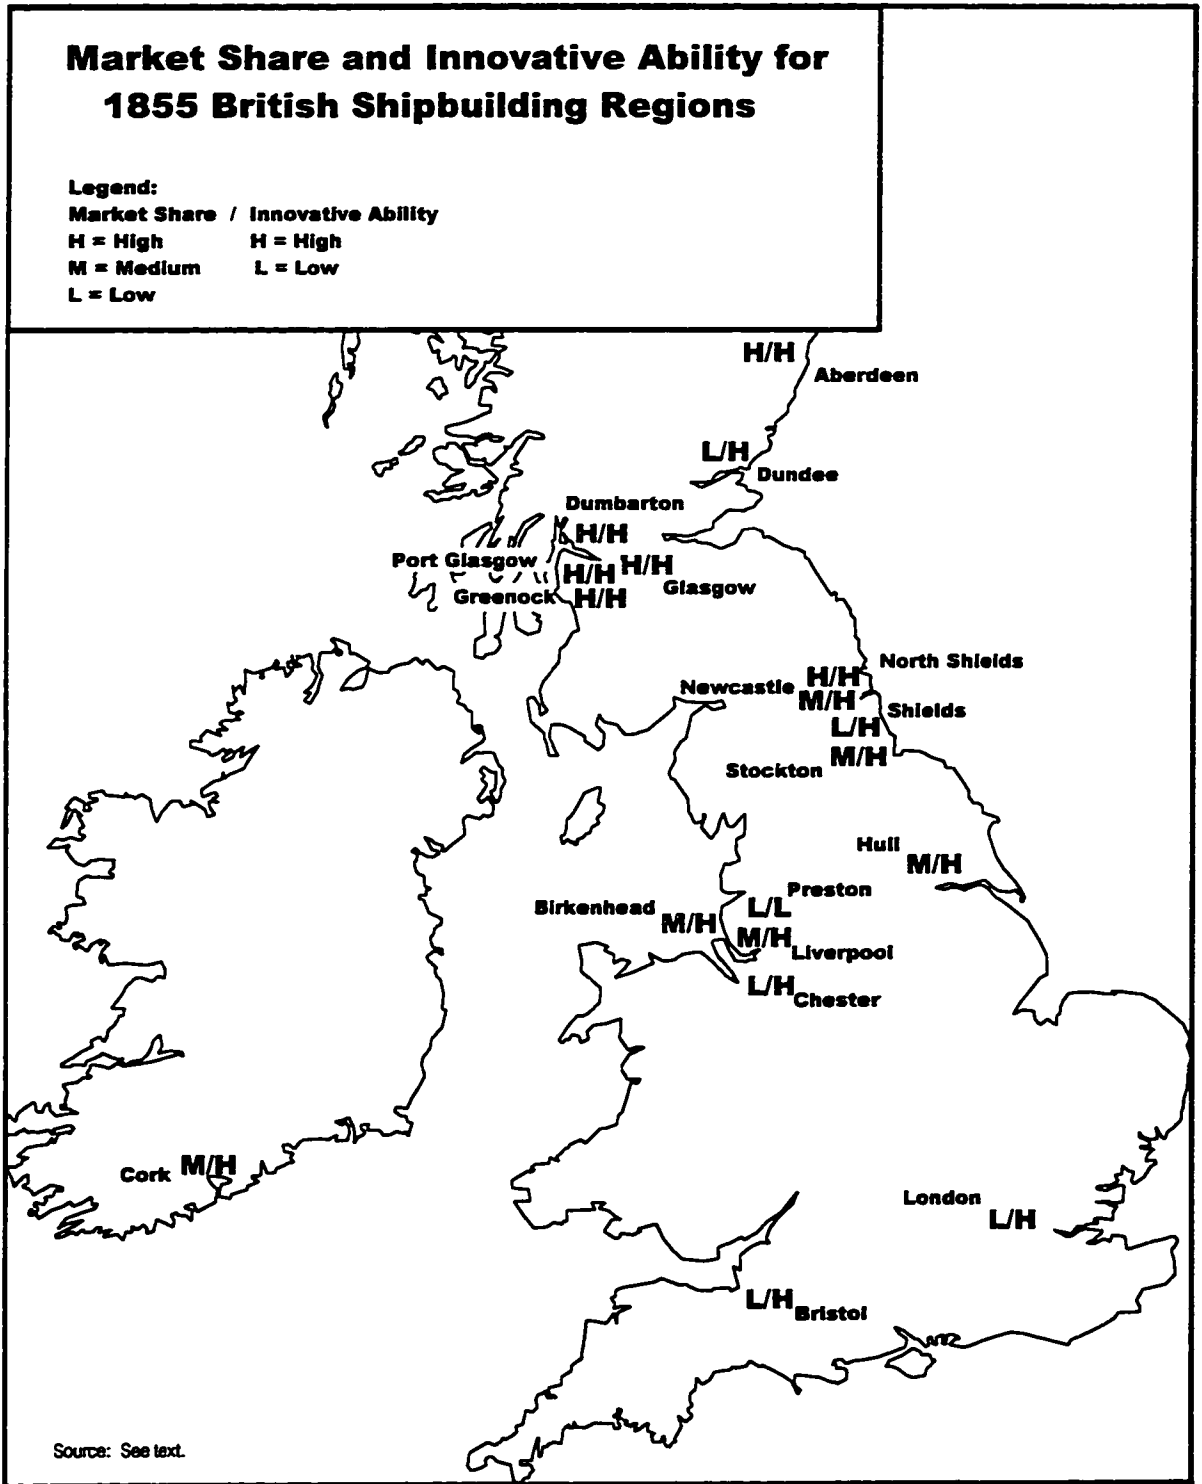 Market Share and Innovative Ability for
1855 British Shipbuilding Regions
Legend:
Market Share / Innovative Ability
H = High H = High
M = Medium L = Low
L = Low
H/H
Aberdeen
L/H
Dundee
Dumbarton
H/H
Port Glasgow
H/H H/H
Glasgow
Greenock H/H
North Shields
H/H
Newcastle M/H
Shields
L/H
M/H
Stockton
Hull
M/H
Preston
L/L
Birkenhead
M/H
M/H
Liverpool
L/H
Chester
Cork M/H
London
L/H
L/H
Bristol
Source: See text.